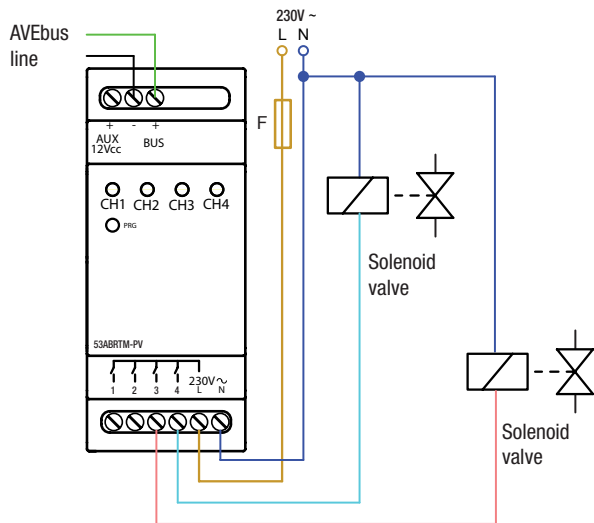 AVEbus
line
230V ~
L N
F
+ - +
AUX
12Vcc
BUS
CH1 CH2 CH3 CH4
PRG
53ABRTM-PV
230V ~
1 2 3 4 L N
Solenoid
valve
Solenoid
valve